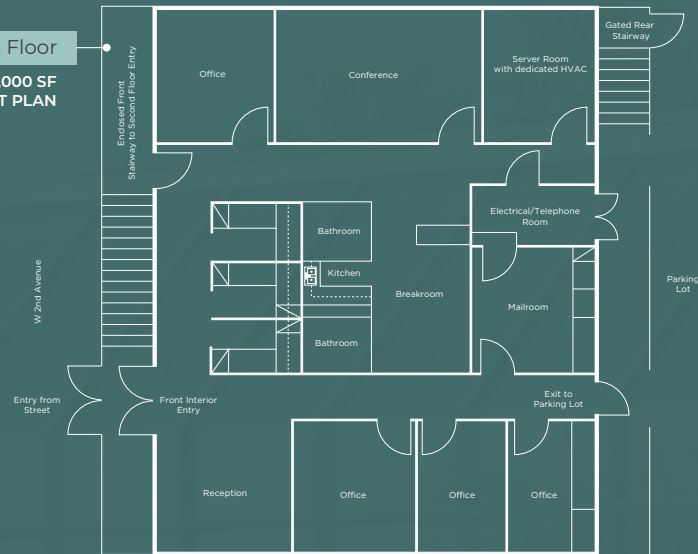 Floor
,000 SF
T PLAN
Enclosed Front
Stairway to Second Floor Entry
Office
Conference
Server Room
with dedicated HVAC
Gated Rear
Stairway
Electrical/Telephone
Room
Bathroom
Kitchen
Breakroom
Bathroom
Mailroom
Parking
Lot
W 2nd Avenue
Entry from
Street
Front Interior
Entry
Exit to
Parking Lot
Reception
Office
Office
Office